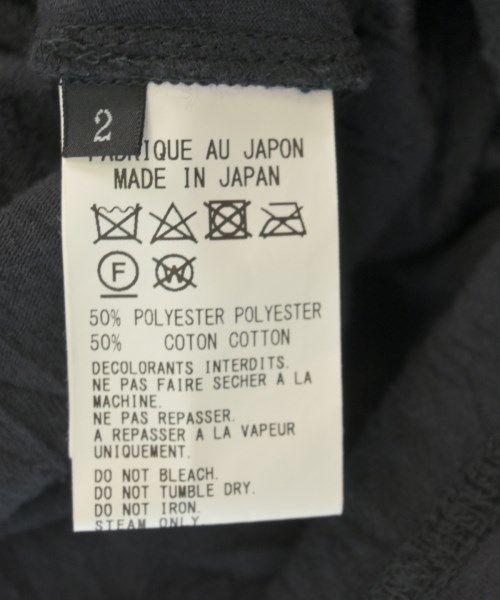 2
FABRIQUE AU JAPON
MADE IN JAPAN
F W
50% POLYESTER POLYESTER
50% COTON COTTON
DECOLORANTS INTERDITS.
NE PAS FAIRE SECHER A LA
MACHINE.
NE PAS REPASSER.
A REPASSER A LA VAPEUR
UNIQUEMENT.
DO NOT BLEACH.
DO NOT TUMBLE DRY.
DO NOT IRON.
STEAM ONLY.